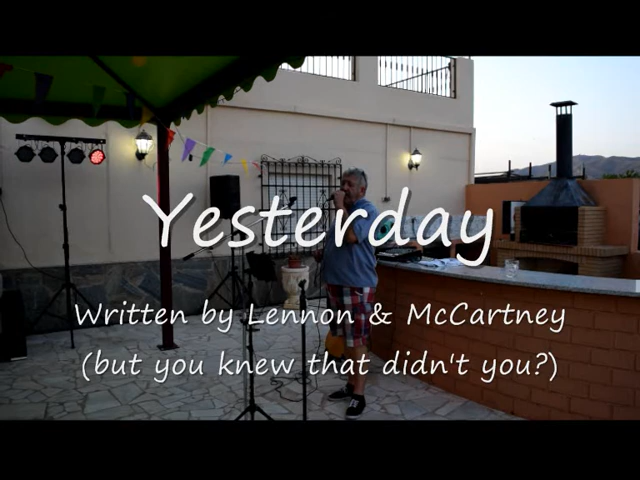 Yesterday
Written by Lennon & McCartney
(but you knew that didn't you?)